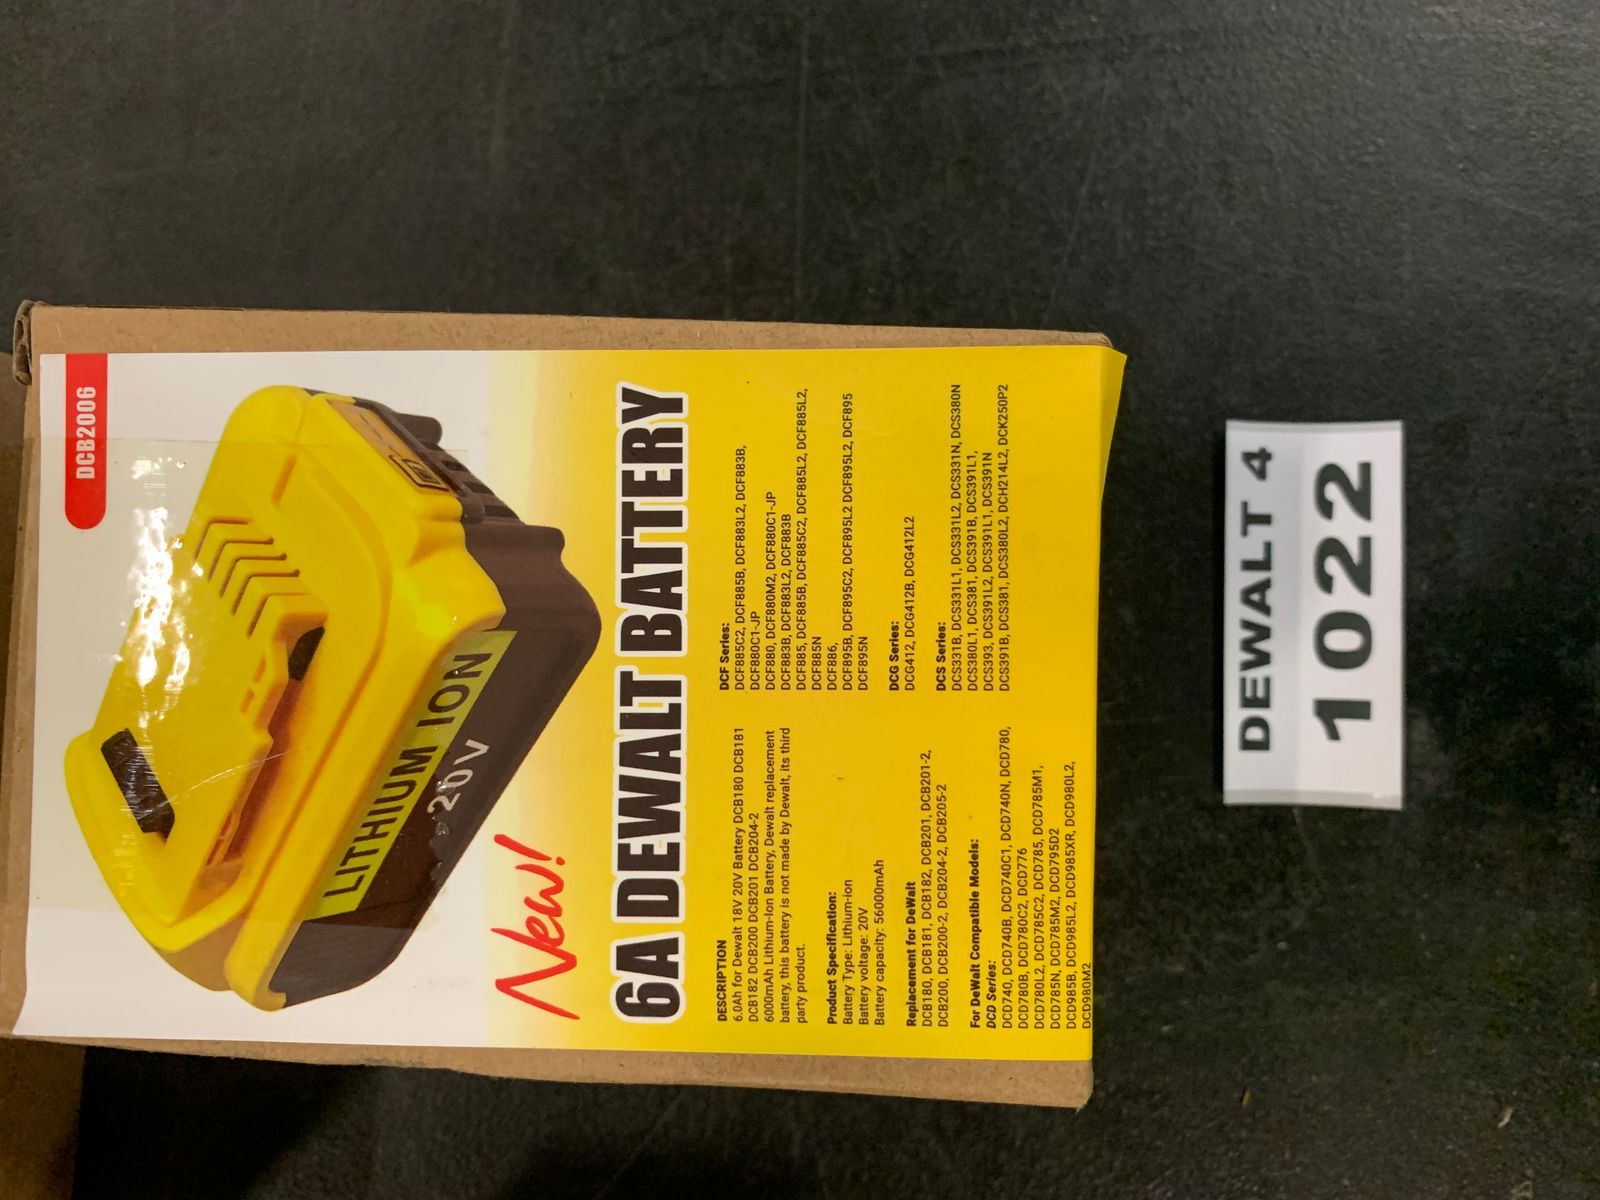 DCB2006
LITHIUM ION
20V
New!
6A DEWALT BATTERY
DESCRIPTION
6.0Ah for Dewalt 18V 20V Battery DCB180 DCB181
DCB182 DCB200 DCB201 DCB204-2
6000mAh Lithium-Ion Battery, Dewalt replacement
battery, this battery is not made by Dewalt, its third
party product.
Product Specification:
Battery Type: Lithium-ion
Battery voltage: 20V
Battery capacity: 56000mAh
Replacement for DeWalt
DCB180, DCB181, DCB182, DCB201, DCB201-2,
DCB200, DCB200-2, DCB204-2, DCB205-2
For DeWalt Compatible Models:
DCD Series:
DCD740, DCD740B, DCD740C1, DCD740N, DCD780,
DCD780B, DCD780C2, DCD776
DCD780L2, DCD785C2, DCD785, DCD785M1,
DCD785N, DCD785M2, DCD795D2
DCD985B, DCD985L2, DCD985XR, DCD980L2,
DCD980M2
DCF Series:
DCF885C2, DCF885B, DCF883L2, DCF883B,
DCF880C1-JP
DCF880, DCF880M2, DCF880C1-JP
DCF883B, DCF883L2, DCF883B
DCF885, DCF885B, DCF885C2, DCF885L2, DCF885L2,
DCF885N
DCF886,
DCF895B, DCF895C2, DCF895L2 DCF895L2, DCF895
DCF895N
DCG Series:
DCG412, DCG412B, DCG412L2
DCS Series:
DCS331B, DCS331L1, DCS331L2, DCS331N, DCS380N
DCS380L1, DCS381, DCS391B, DCS391L1,
DCS393, DCS391L2, DCS391L1, DCS391N
DCS391B, DCS381, DCS380L2, DCH214L2, DCK250P2
DEWALT 4
1022